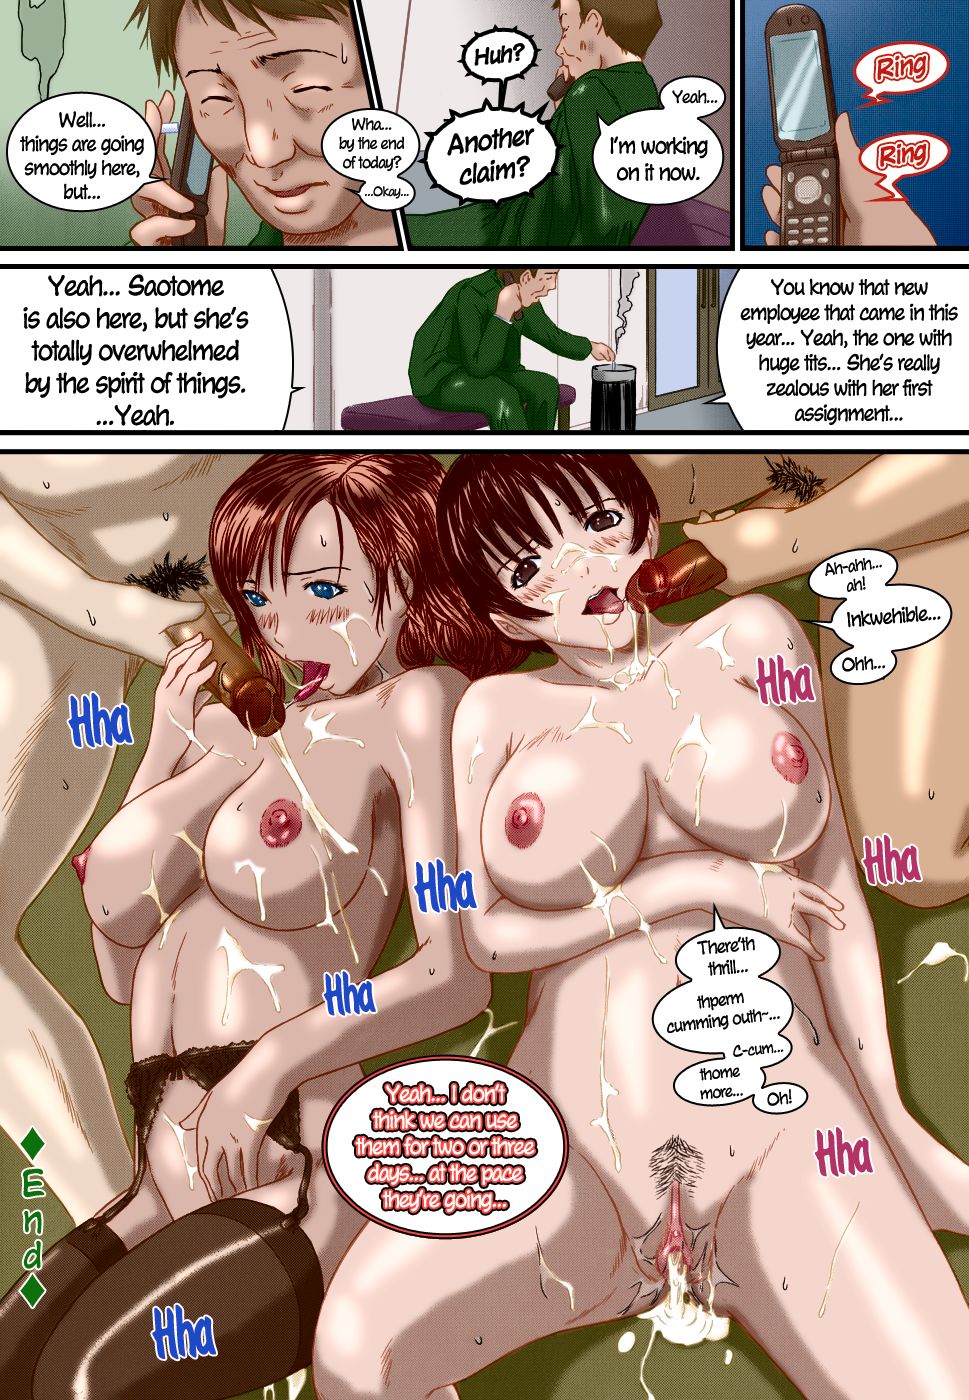 Ring
Ring
Yeah...
I'm working
on it now.
Huh?
Another
claim?
Wha...
by the end
of today?
...Okay...
Well...
things are going
smoothly here,
but...
You know that new
employee that came in this
year... Yeah, the one with
huge tits... She's really
zealous with her first
assignment...
Yeah... Saotome
is also here, but she's
totally overwhelmed
by the spirit of things.
...Yeah.
Ah-ahh...
ah!
Inkwehible...
Ohh...
Hha
Hha
Hha
Hha
Hha
There'th
thrill...
thperm
cumming outh~...
C-cum...
thome
more...
Oh!
Yeah... I don't
think we can use
them for two or three
days... at the pace
they're going...
Hha
Hha
End